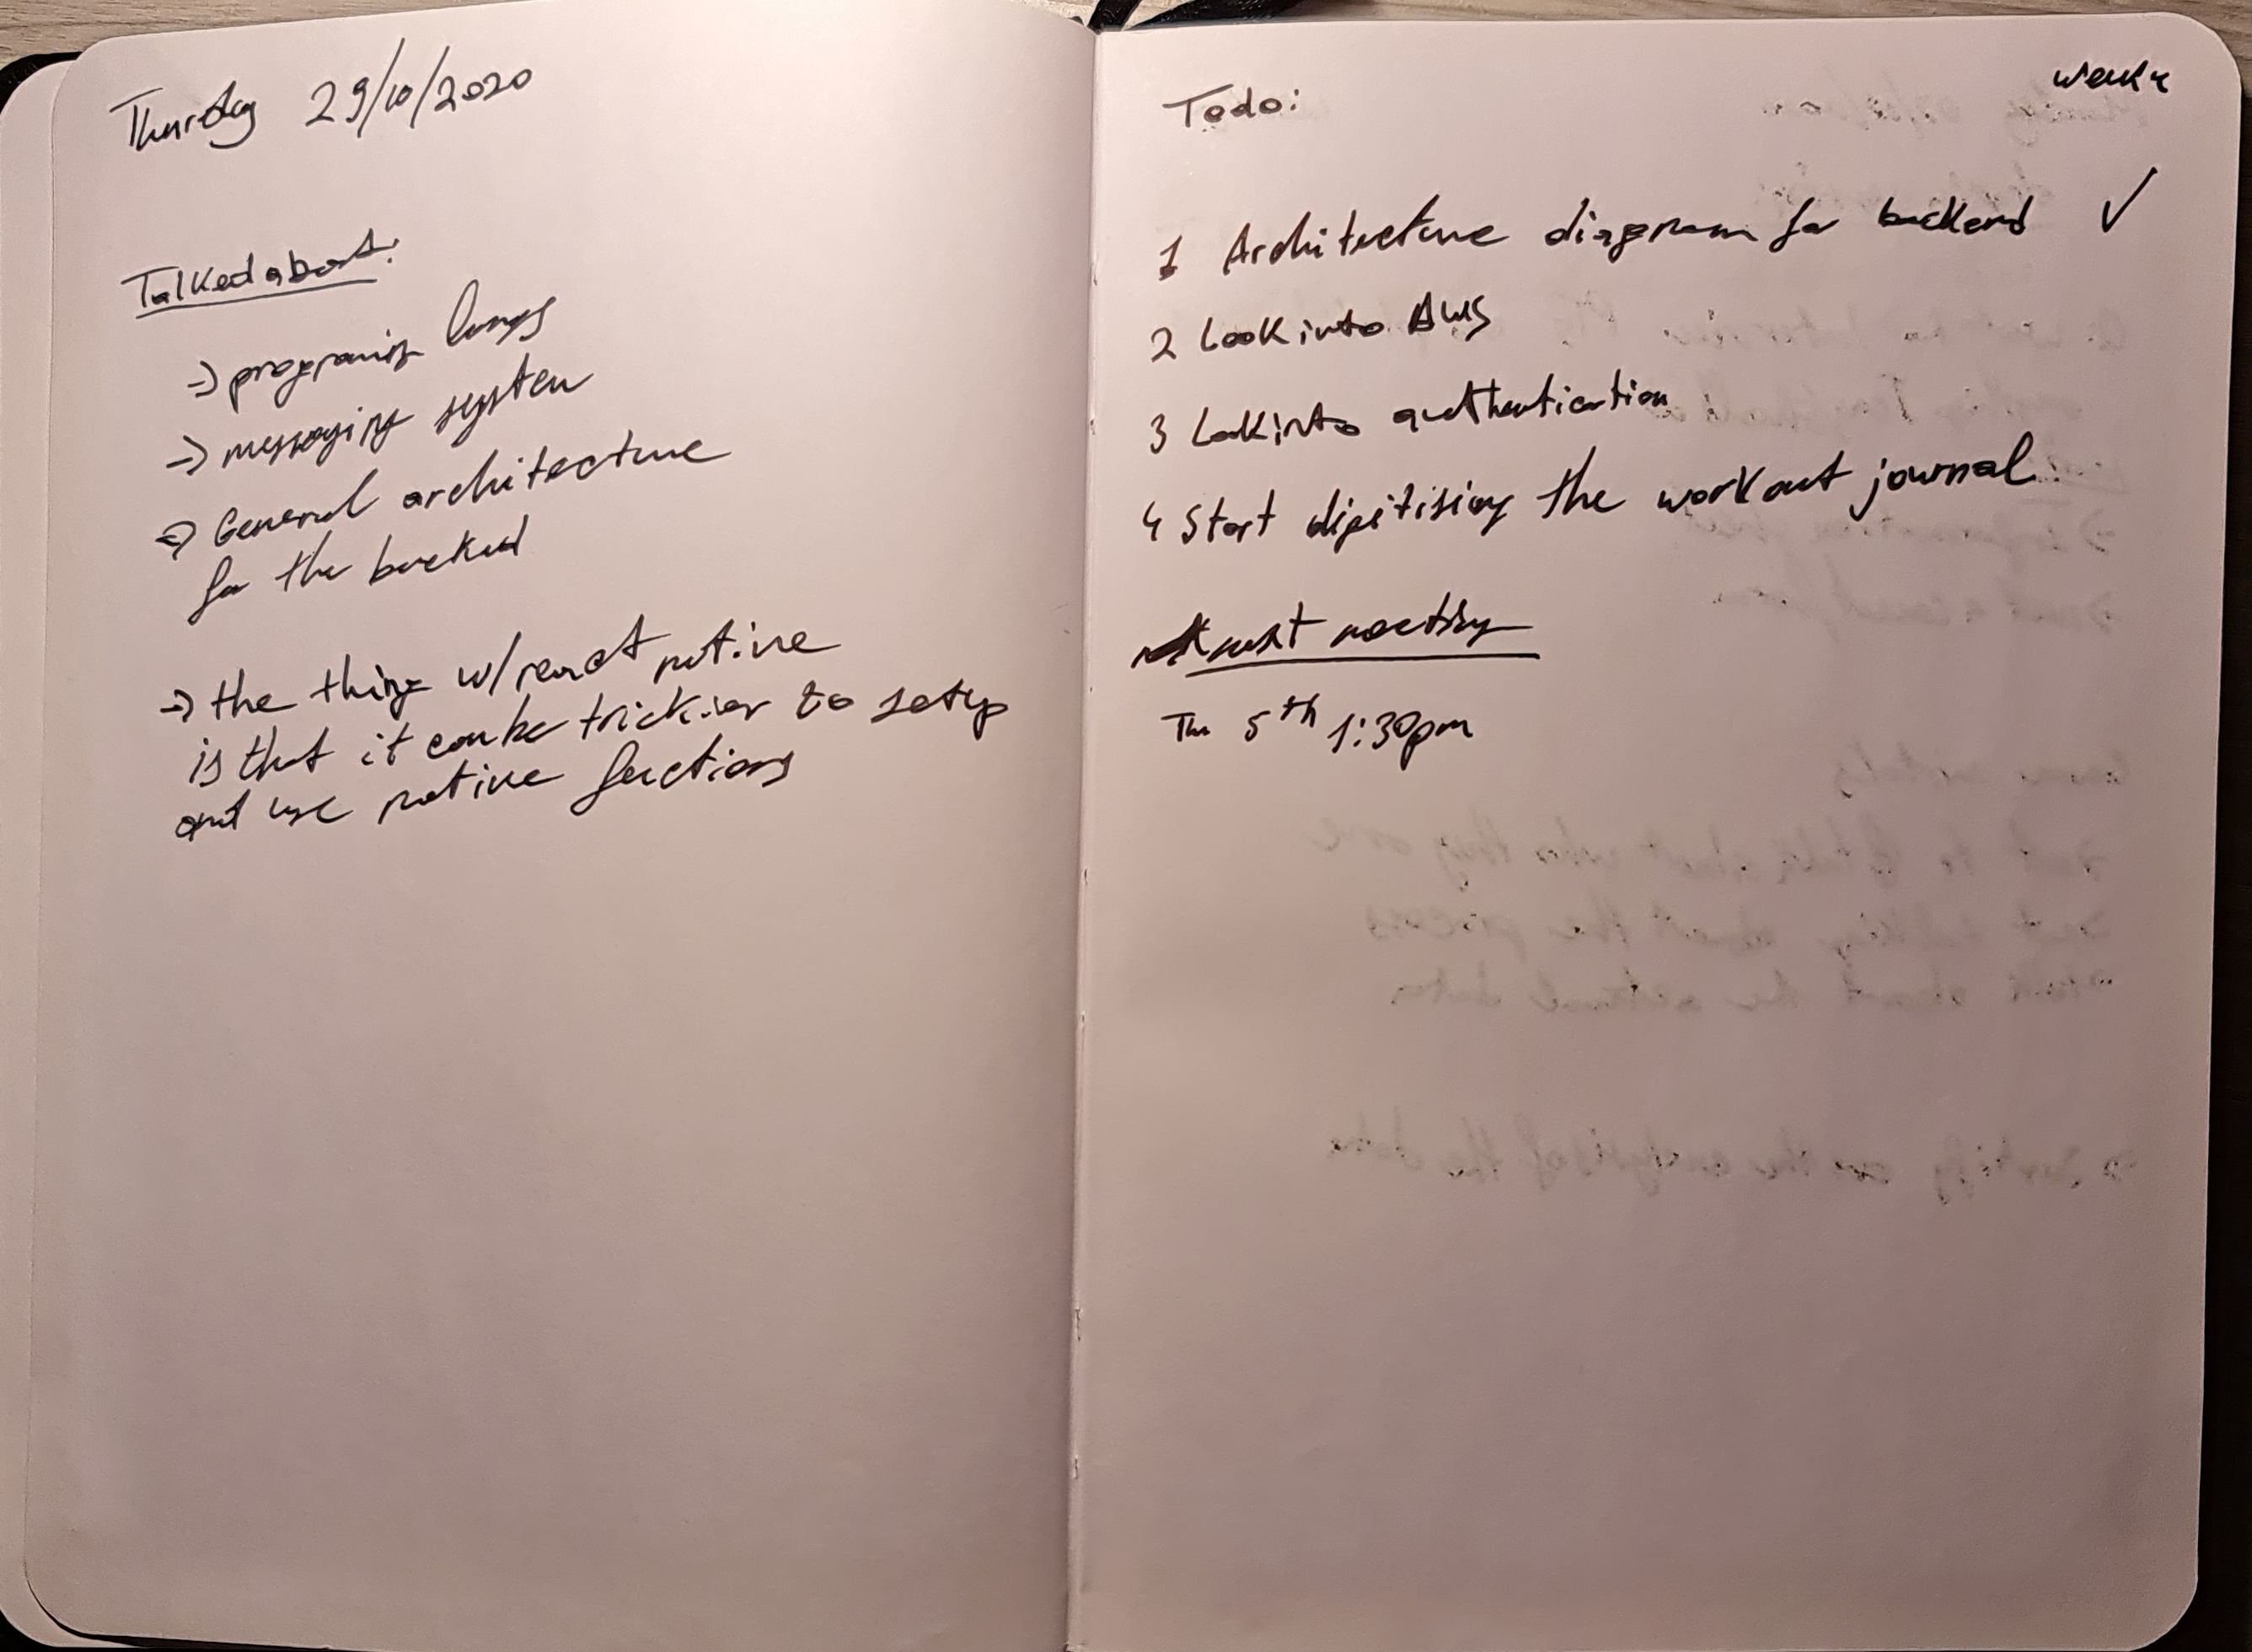 Thursday 29/10/2020
Talked about:
-> programing langs
-> messaging system
=> General architecture
for the backend
-> the thing w/ react native
is that it can be trickier to setup
and use native functions
Week 4
Todo:
1 Architecture diagram for backend ✓
2 Look into AWS
3 Look into authentication
4 Start digitising the workout journal.
next meeting
Thu 5th 1:30pm